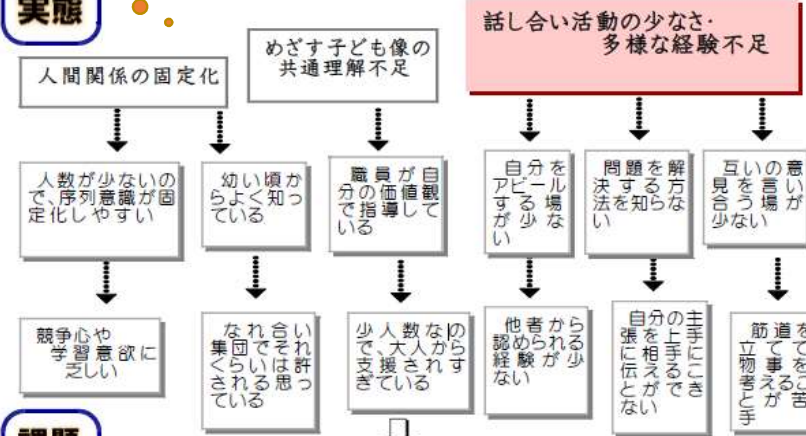 実態
人間関係の固定化
めざす子ども像の
共通理解不足
話し合い活動の少なさ・
多様な経験不足
人数が少ないの
で、序列意識が固
定化しやすい
幼い頃か
らよく知っ
ている
職員が自
分の価値観
で指導して
いる
自分を
アピール
する場
が少な
い
問題を解
決する方
法を知らな
い
互いの意
見を言い
合う場が
少ない
競争心や
学習意欲に
乏しい
なれ合い
集団でそれ
くらいは許
される思っ
ている
少人数なの
で、大人から
支援されす
ぎている
他者から
認められる
経験が少
ない
自分の主
張を上手に
に相手に
伝えるこ
とができ
ない
筋道を
立てて
物事を
考えるこ
とが苦
手
課題